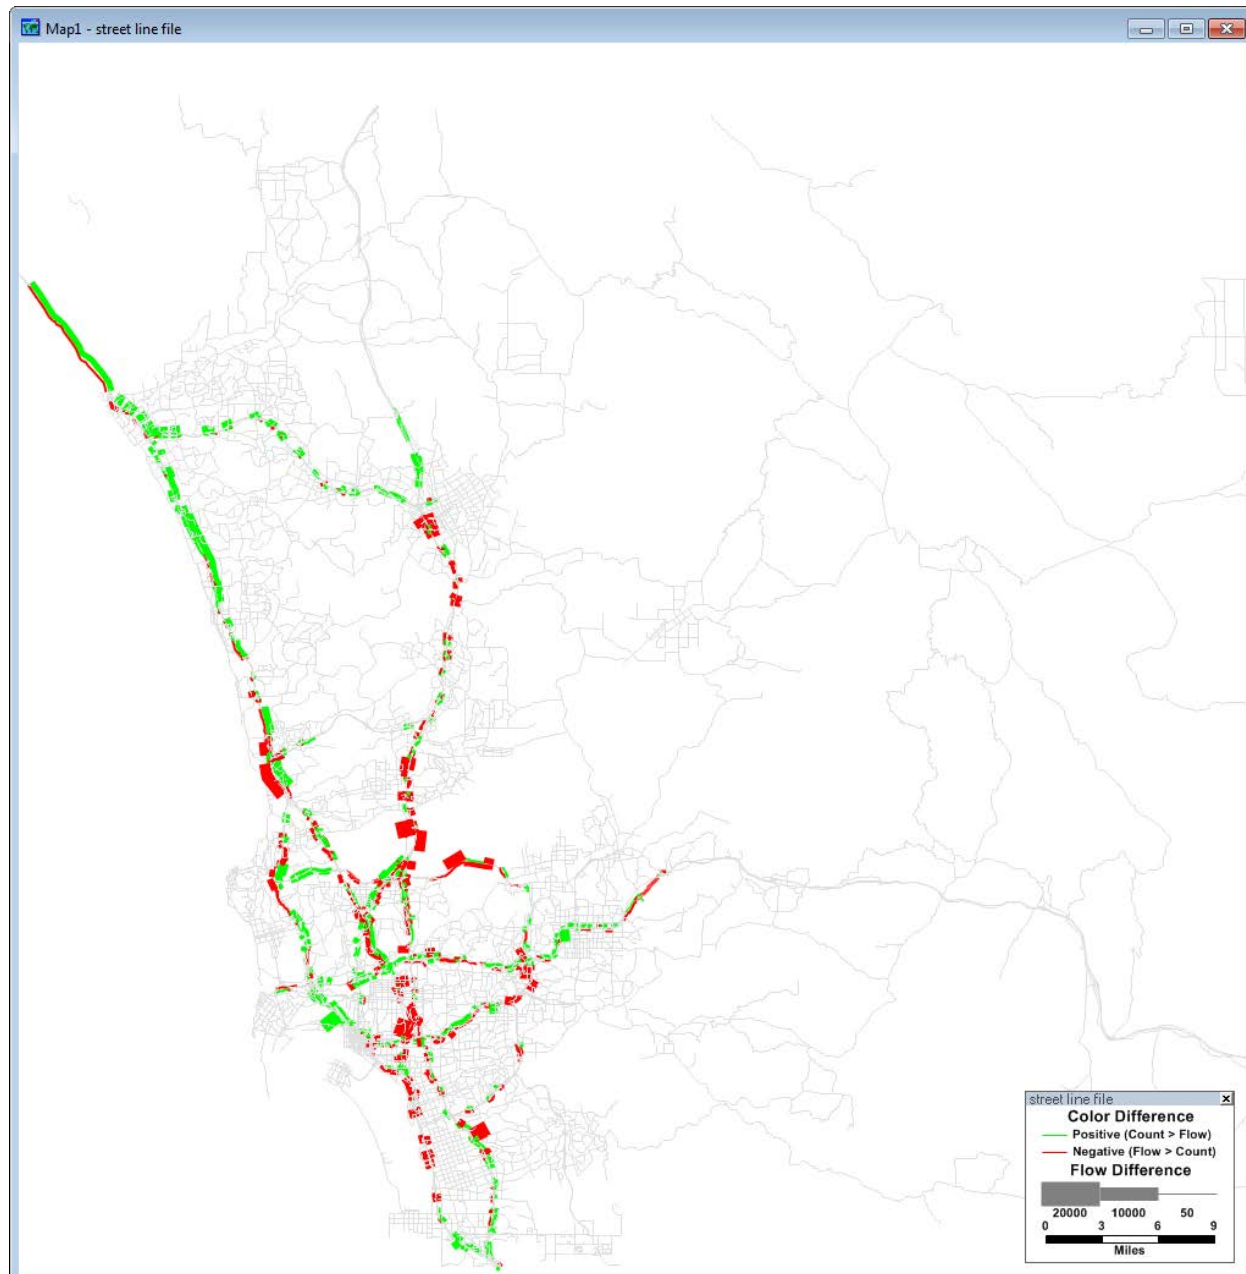 Map1 - street line file
street line file
Color Difference
Positive (Count > Flow)
Negative (Flow > Count)
Flow Difference
20000 10000 50
0 3 6 9
Miles